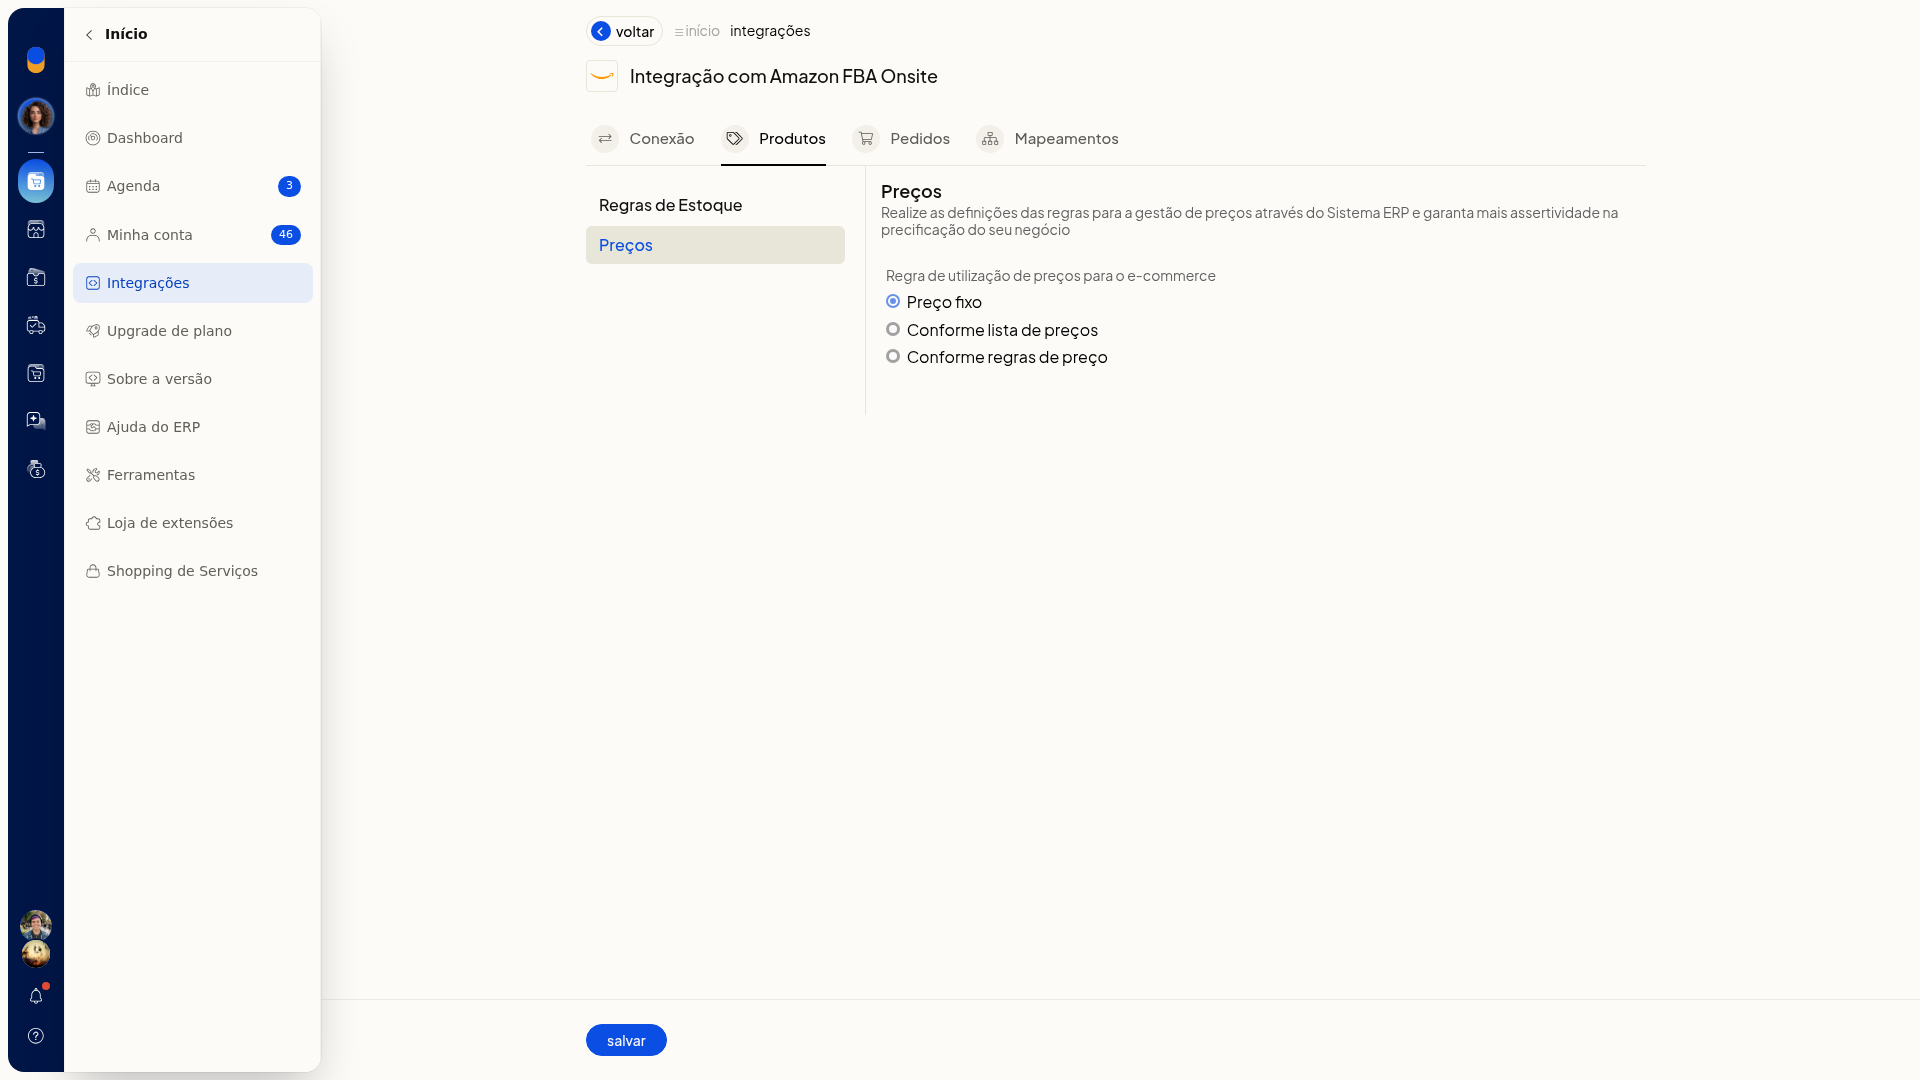 Início
Índice
Dashboard
Agenda
3
Minha conta
46
Integrações
Upgrade de plano
Sobre a versão
Ajuda do ERP
Ferramentas
Loja de extensões
Shopping de Serviços
voltar
início
integrações
Integração com Amazon FBA Onsite
Conexão
Produtos
Pedidos
Mapeamentos
Regras de Estoque
Preços
Preços
Realize as definições das regras para a gestão de preços através do Sistema ERP e garanta mais assertividade na
precificação do seu negócio
Regra de utilização de preços para o e-commerce
Preço fixo
Conforme lista de preços
Conforme regras de preço
salvar